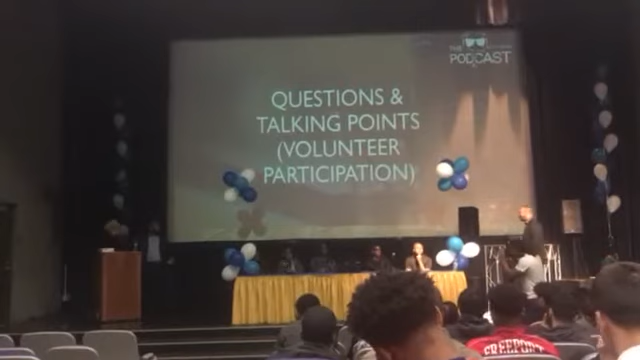 THE
PODCAST
QUESTIONS &
TALKING POINTS
(VOLUNTEER
PARTICIPATION)
FREEPORT